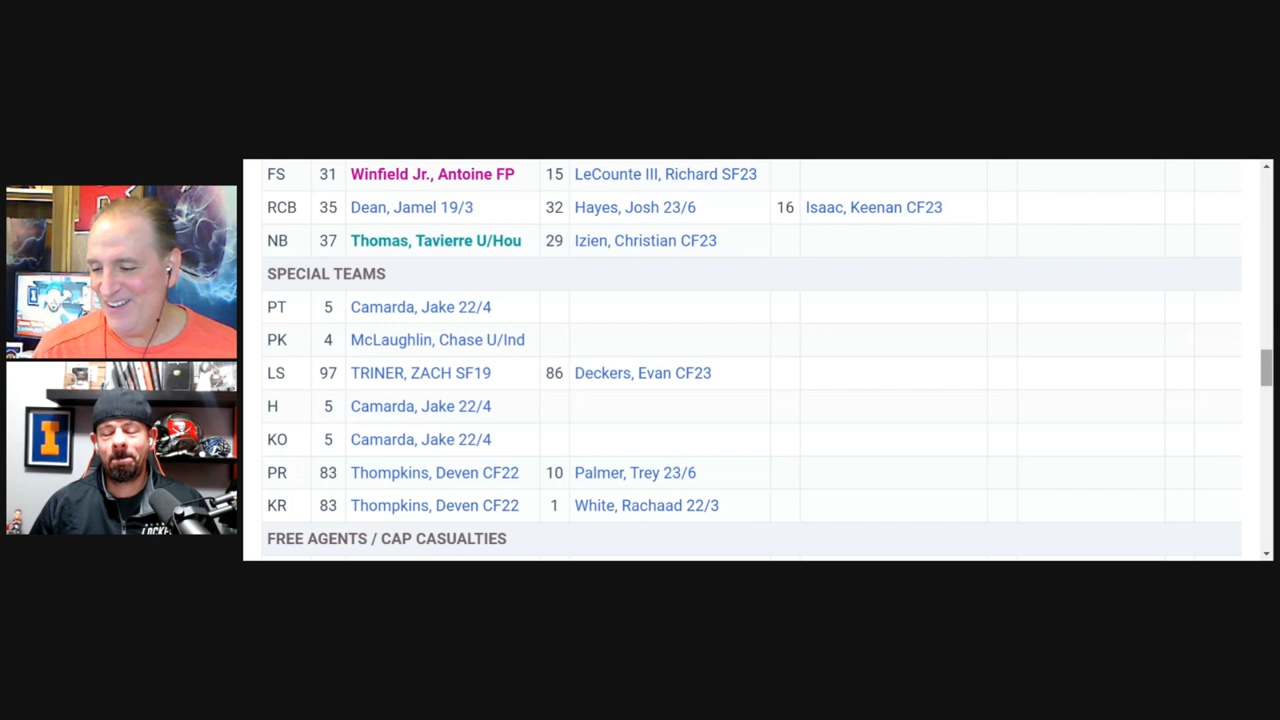 FS 31 Winfield Jr., Antoine FP 15 LeCounte III, Richard SF23
RCB 35 Dean, Jamel 19/3 32 Hayes, Josh 23/6 16 Isaac, Keenan CF23
NB 37 Thomas, Tavierre U/Hou 29 Izien, Christian CF23
SPECIAL TEAMS
PT 5 Camarda, Jake 22/4
PK 4 McLaughlin, Chase U/Ind
LS 97 TRINER, ZACH SF19 86 Deckers, Evan CF23
H 5 Camarda, Jake 22/4
KO 5 Camarda, Jake 22/4
PR 83 Thompkins, Deven CF22 10 Palmer, Trey 23/6
KR 83 Thompkins, Deven CF22 1 White, Rachaad 22/3
FREE AGENTS / CAP CASUALTIES
I
I